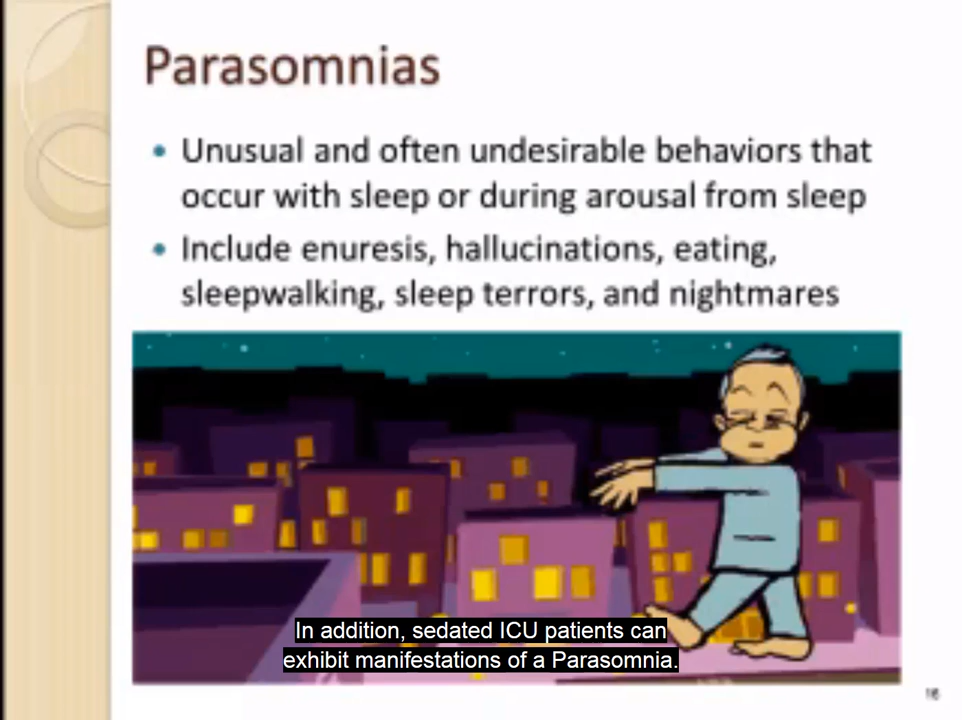 Parasomnias
• Unusual and often undesirable behaviors that
occur with sleep or during arousal from sleep
• Include enuresis, hallucinations, eating,
sleepwalking, sleep terrors, and nightmares
In addition, sedated ICU patients can
exhibit manifestations of a Parasomnia.
16